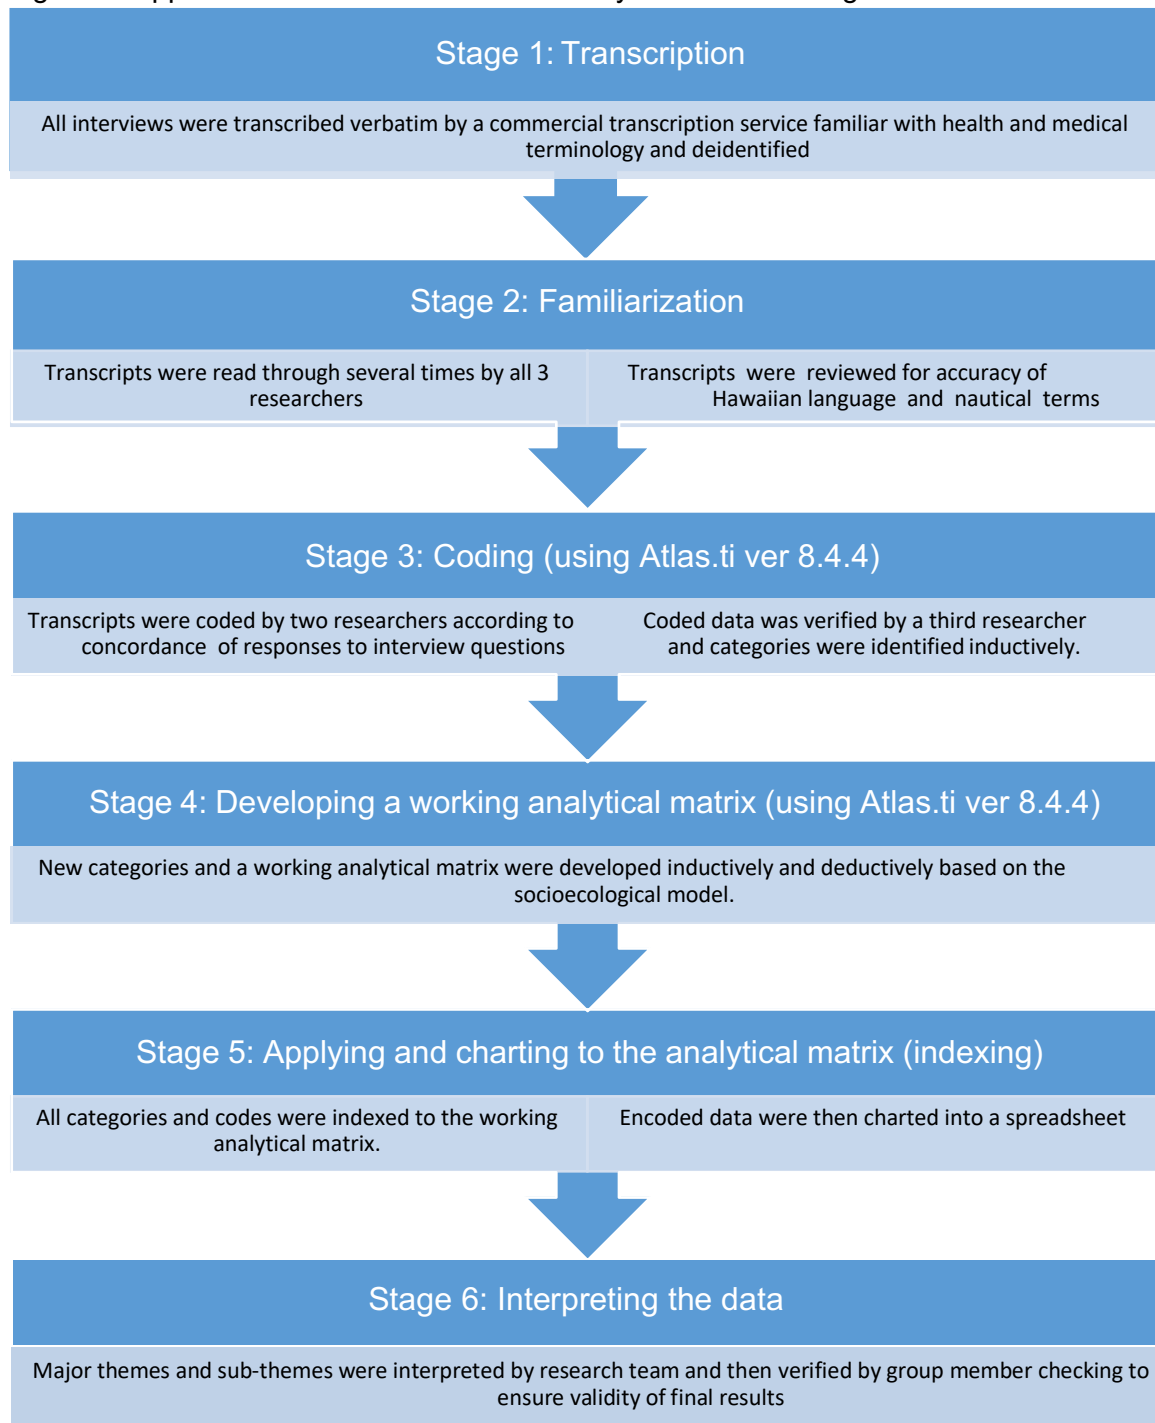 Stage 1: Transcription
All interviews were transcribed verbatim by a commercial transcription service familiar with health and medical
terminology and deidentified
Stage 2: Familiarization
Transcripts were read through several times by all 3
researchers
Transcripts were reviewed for accuracy of
Hawaiian language and nautical terms
Stage 3: Coding (using Atlas.ti ver 8.4.4)
Transcripts were coded by two researchers according to
concordance of responses to interview questions
Coded data was verified by a third researcher
and categories were identified inductively.
Stage 4: Developing a working analytical matrix (using Atlas.ti ver 8.4.4)
New categories and a working analytical matrix were developed inductively and deductively based on the
socioecological model.
Stage 5: Applying and charting to the analytical matrix (indexing)
All categories and codes were indexed to the working
analytical matrix.
Encoded data were then charted into a spreadsheet
Stage 6: Interpreting the data
Major themes and sub-themes were interpreted by research team and then verified by group member checking to
ensure validity of final results